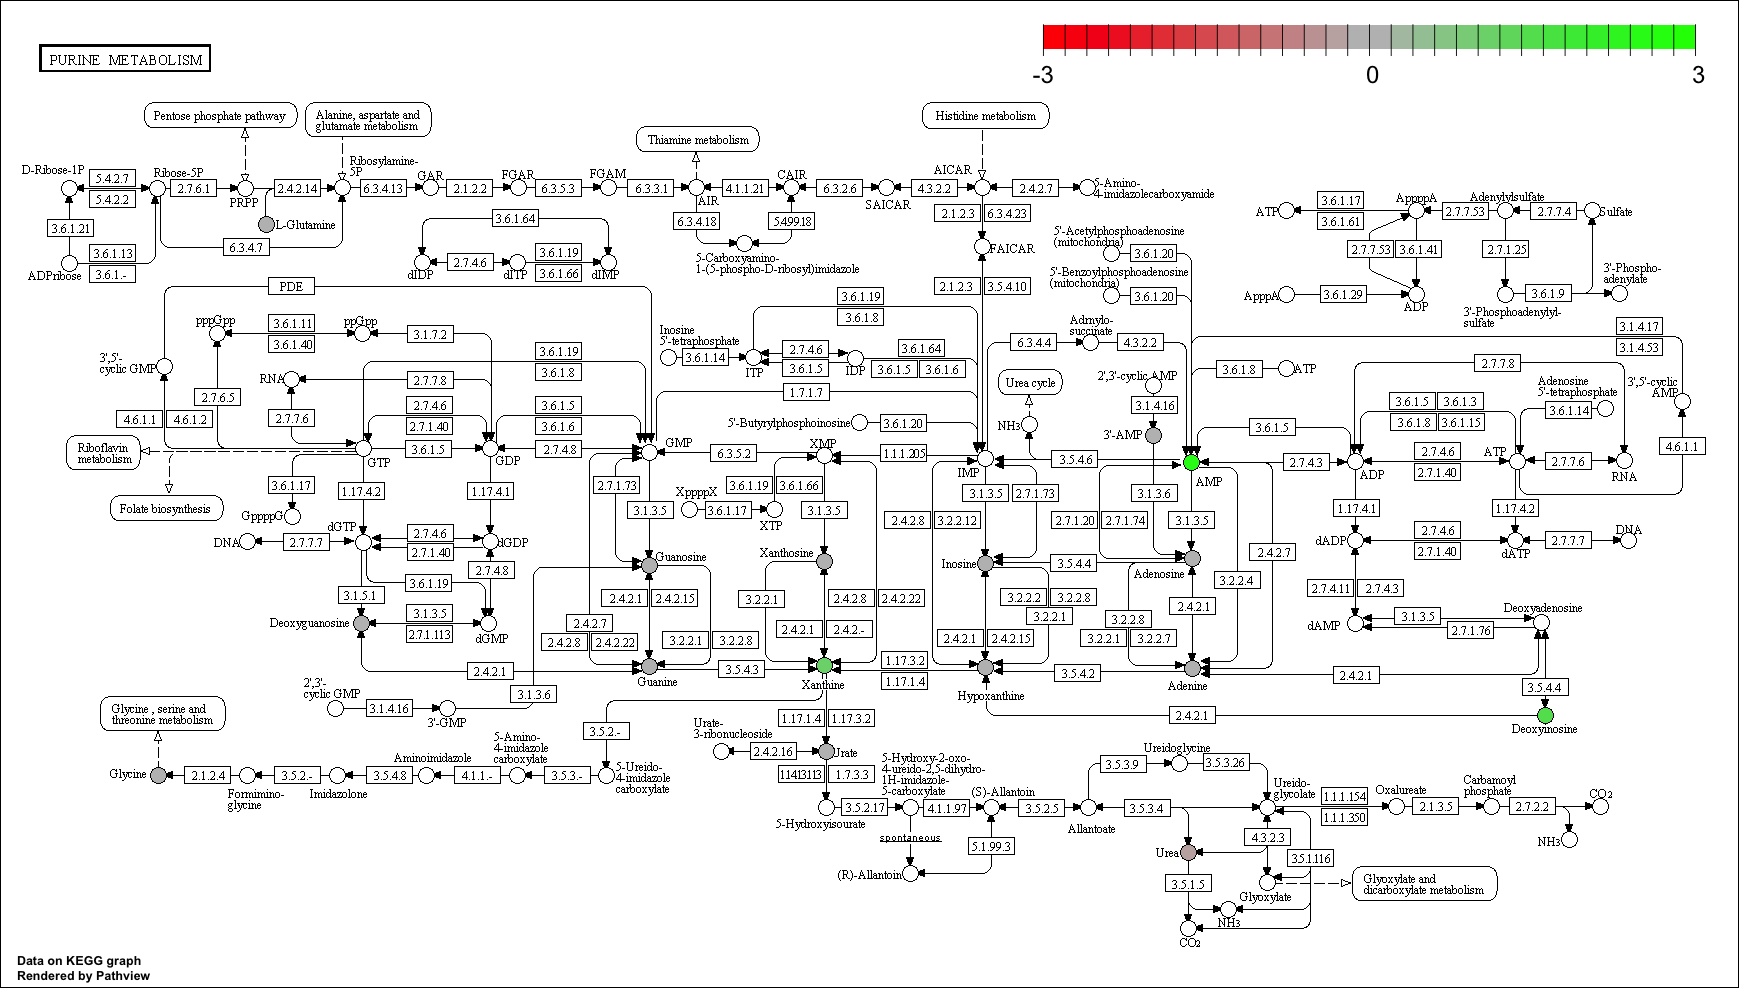 PURINE METABOLISM
-3
0
3
Pentose phosphate pathway
Alanine, aspartate and
glutamate metabolism
Thiamine metabolism
Histidine metabolism
D-Ribose-1P
5.4.2.7
5.4.2.2
Ribose-5P
2.7.6.1
PRPP
2.4.2.14
Ribosylamine-
5P
6.3.4.13
GAR
2.1.2.2
FGAR
6.3.5.3
FGAM
6.3.3.1
AIR
4.1.1.21
CAIR
6.3.2.6
SAICAR
4.3.2.2
AICAR
2.4.2.7
5-Amino-
4-imidazolecarboxyamide
3.6.1.21
3.6.1.13
3.6.1.-
ADPribose
L-Glutamine
6.3.4.7
3.6.1.64
dIDP
2.7.4.6
dITP
3.6.1.19
3.6.1.66
dIMP
6.3.4.18
5.4.99.18
5-Carboxyamino-
1-(5-phospho-D-ribosyl)imidazole
2.1.2.3
6.3.4.23
FAICAR
2.1.2.3
3.5.4.10
5'-Acetylphosphoadenosine
(mitochondria)
3.6.1.20
5'-Benzoylphosphoadenosine
(mitochondria)
3.6.1.20
ATP
3.6.1.17
3.6.1.61
AppppA
2.7.7.53
Adenylylsulfate
2.7.7.4
Sulfate
2.7.7.53
3.6.1.41
2.7.1.25
ApppA
3.6.1.29
ADP
3.6.1.9
3'-Phospho-
adenylate
3'-Phosphoadenylyl-
sulfate
PDE
pppGpp
3.6.1.11
3.6.1.40
ppGpp
3.1.7.2
3.6.1.19
3.6.1.8
Inosine
5'-tetraphosphate
3.6.1.14
ITP
2.7.4.6
3.6.1.5
IDP
3.6.1.64
3.6.1.5
3.6.1.6
6.3.4.4
Adnylo-
succinate
4.3.2.2
3.1.4.17
3.1.4.53
3',5'-
cyclic GMP
RNA
2.7.7.8
3.6.1.19
3.6.1.8
1.7.1.7
Urea cycle
2',3'-cyclic AMP
3.6.1.8
ATP
2.7.7.8
Adenosine
5'-tetraphosphate
3.6.1.14
3',5'-cyclic
AMP
2.7.6.5
4.6.1.1
4.6.1.2
2.7.7.6
2.7.4.6
2.7.1.40
3.6.1.5
3.6.1.6
5'-Butyrylphosphoinosine
3.6.1.20
NH3
3.1.4.16
3'-AMP
3.6.1.5
3.6.1.5
3.6.1.3
3.6.1.8
3.6.1.15
4.6.1.1
Riboflavin
metabolism
GTP
3.6.1.5
GDP
2.7.4.8
GMP
6.3.5.2
XMP
1.1.1.205
IMP
3.5.4.6
AMP
2.7.4.3
ADP
2.7.4.6
2.7.1.40
ATP
2.7.7.6
RNA
Folate biosynthesis
3.6.1.17
GppppG
1.17.4.2
1.17.4.1
2.7.1.73
3.1.3.5
XppppX
3.6.1.19
3.6.1.66
3.6.1.17
XTP
3.1.3.5
3.1.3.5
2.7.1.73
3.1.3.6
2.4.2.8
3.2.2.12
2.7.1.20
2.7.1.74
3.1.3.5
1.17.4.1
1.17.4.2
DNA
2.7.7.7
dGTP
2.7.4.6
2.7.1.40
dGDP
Guanosine
Xanthosine
Inosine
3.5.4.4
Adenosine
2.4.2.7
dADP
2.7.4.6
2.7.1.40
dATP
2.7.7.7
DNA
3.6.1.19
2.7.4.8
3.1.5.1
2.4.2.1
2.4.2.15
3.2.2.1
2.4.2.8
2.4.2.22
3.2.2.2
3.2.2.8
3.2.2.1
3.2.2.4
2.7.4.11
2.7.4.3
Deoxyguanosine
3.1.3.5
2.7.1.113
dGMP
2.4.2.7
2.4.2.8
2.4.2.22
3.2.2.1
3.2.2.8
2.4.2.1
2.4.2.-
2.4.2.1
2.4.2.15
2.4.2.1
3.2.2.8
3.2.2.1
3.2.2.7
dAMP
3.1.3.5
2.7.1.76
Deoxyadenosine
2.4.2.1
Guanine
3.5.4.3
Xanthine
1.17.3.2
1.17.1.4
Hypoxanthine
3.5.4.2
Adenine
2.4.2.1
3.5.4.4
2',3'-
cyclic GMP
3.1.4.16
3'-GMP
3.1.3.6
2.4.2.1
Deoxyinosine
Glycine , serine and
threonine metabolism
3.5.2.-
1.17.1.4
1.17.3.2
Urate-
3-ribonucleoside
2.4.2.16
Urate
Glycine
2.1.2.4
Formimino-
glycine
3.5.2.-
Imidazolone
3.5.4.8
Aminoimidazole
4.1.1.-
5-Amino-
4-imidazole
carboxylate
3.5.3.-
5-Ureido-
4-imidazole
carboxylate
1.14.13.113
1.7.3.3
5-Hydroxy-2-oxo-
4-ureido-2,5-dihydro-
1H-imidazole-
5-carboxylate
5-Hydroxyisourate
3.5.2.17
4.1.1.97
(S)-Allantoin
3.5.2.5
Allantoate
3.5.3.9
Ureidoglycine
3.5.3.26
3.5.3.4
Ureido-
glycolate
1.1.1.154
1.1.1.350
Oxalureate
2.1.3.5
Carbamoyl
phosphate
2.7.2.2
CO2
NH3
spontaneous
5.1.99.3
(R)-Allantoin
Urea
4.3.2.3
3.5.1.116
3.5.1.5
Glyoxylate
Glyoxylate and
dicarboxylate metabolism
NH3
CO2
Data on KEGG graph
Rendered by Pathview